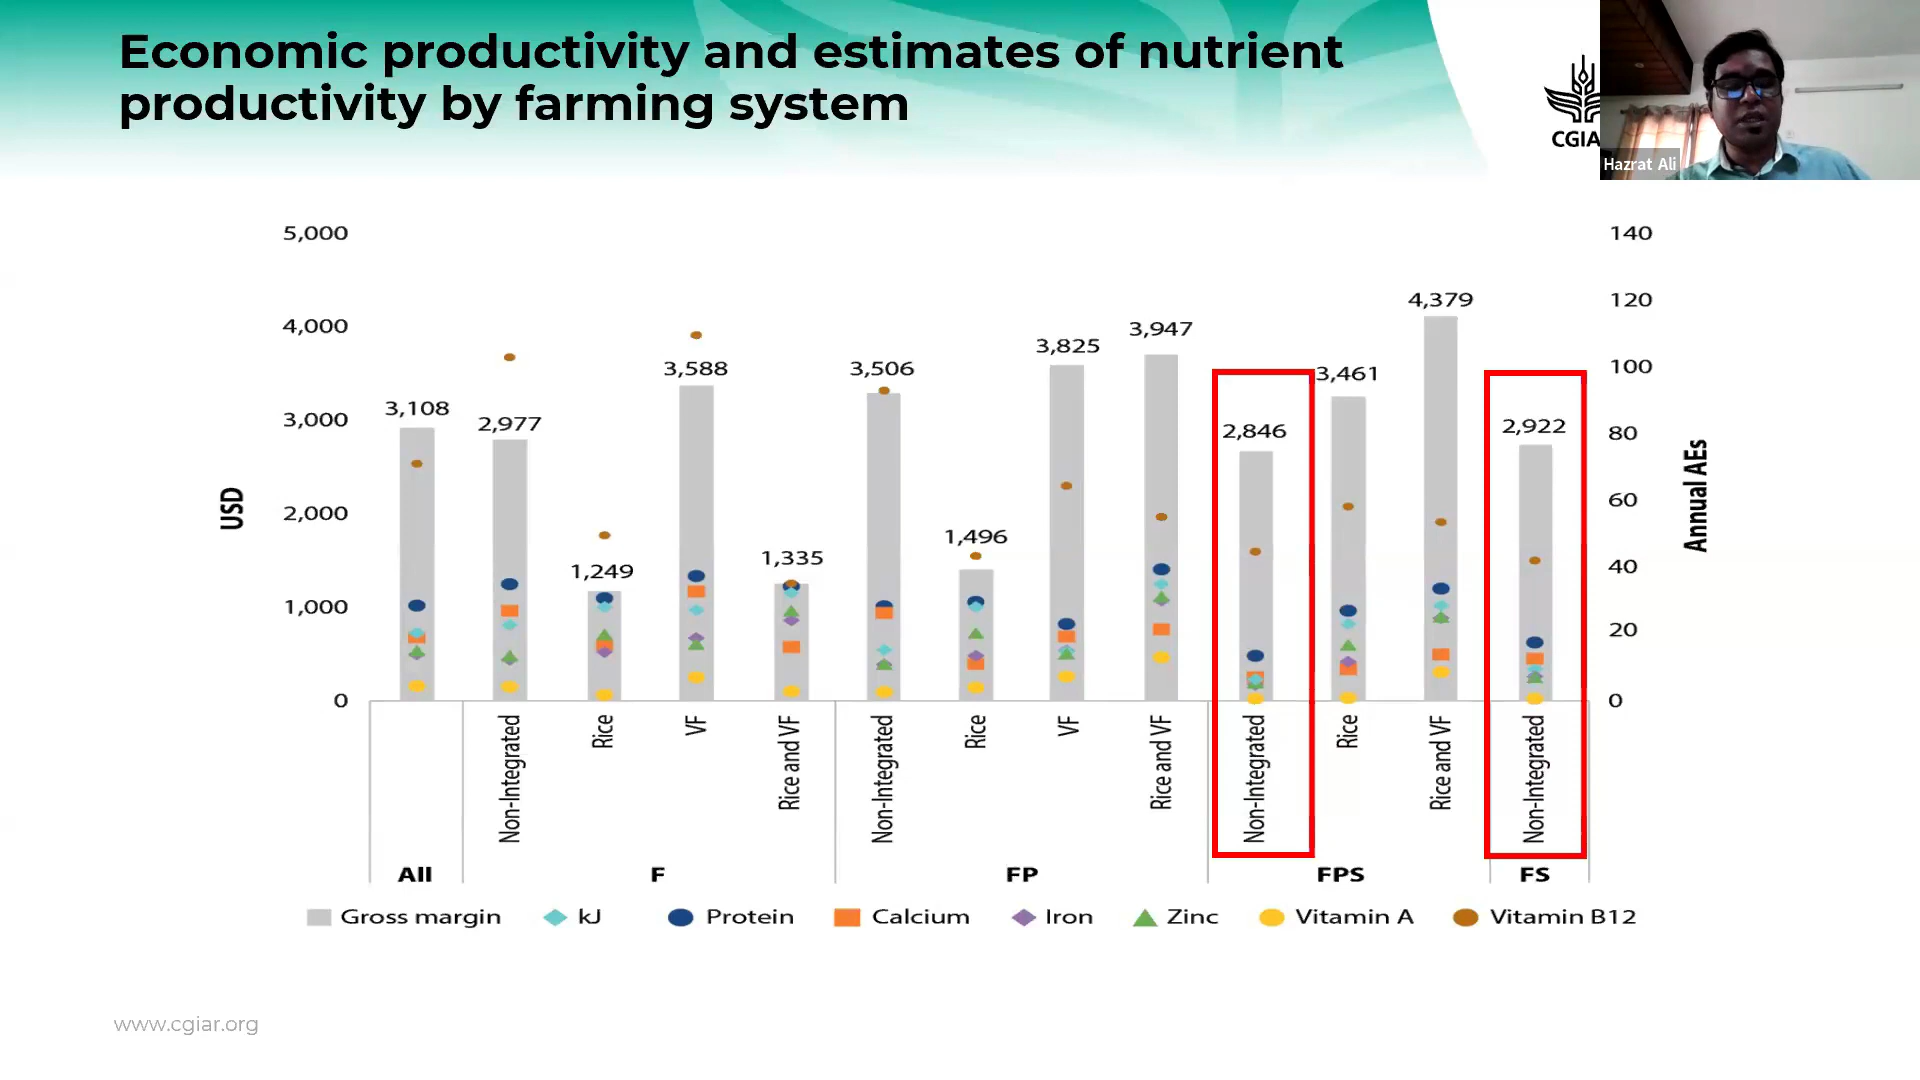 Economic productivity and estimates of nutrient
productivity by farming system
CGIA
Hazrat Ali
5,000
4,000
3,000
2,000
1,000
0
USD
140
120
100
80
60
40
20
0
Annual AEs
3,108
2,977
1,249
3,588
1,335
3,506
1,496
3,825
3,947
2,846
3,461
4,379
2,922
Non-Integrated
Rice
VF
Rice and VF
Non-Integrated
Rice
VF
Rice and VF
Non-Integrated
Rice
Rice and VF
Non-Integrated
All F FP FPS FS
Gross margin kJ Protein Calcium Iron Zinc Vitamin A Vitamin B12
www.cgiar.org